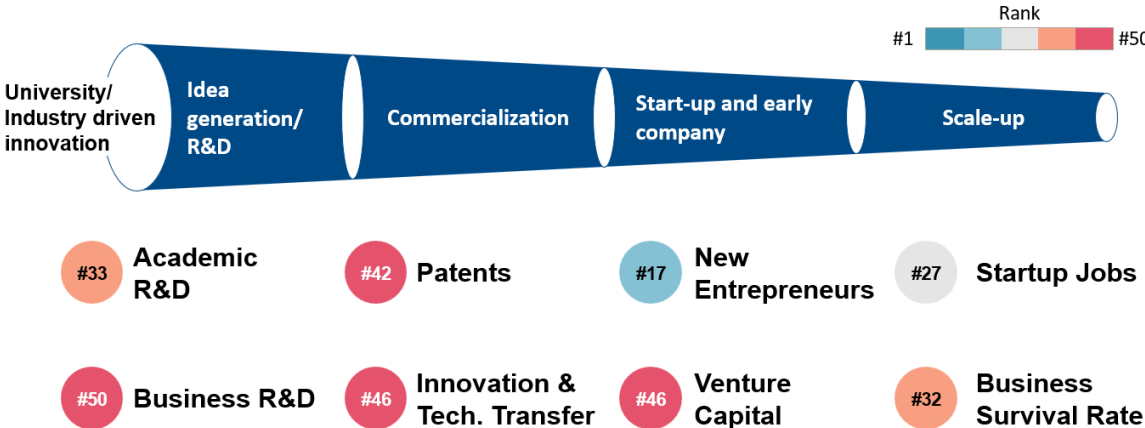 Rank
#1
#50
University/
Industry driven
innovation
Idea
generation/
R&D
Commercialization
Start-up and early
company
Scale-up
#33
Academic
R&D
#42
Patents
#17
New
Entrepreneurs
#27
Startup Jobs
#50
Business R&D
#46
Innovation &
Tech. Transfer
#46
Venture
Capital
#32
Business
Survival Rate